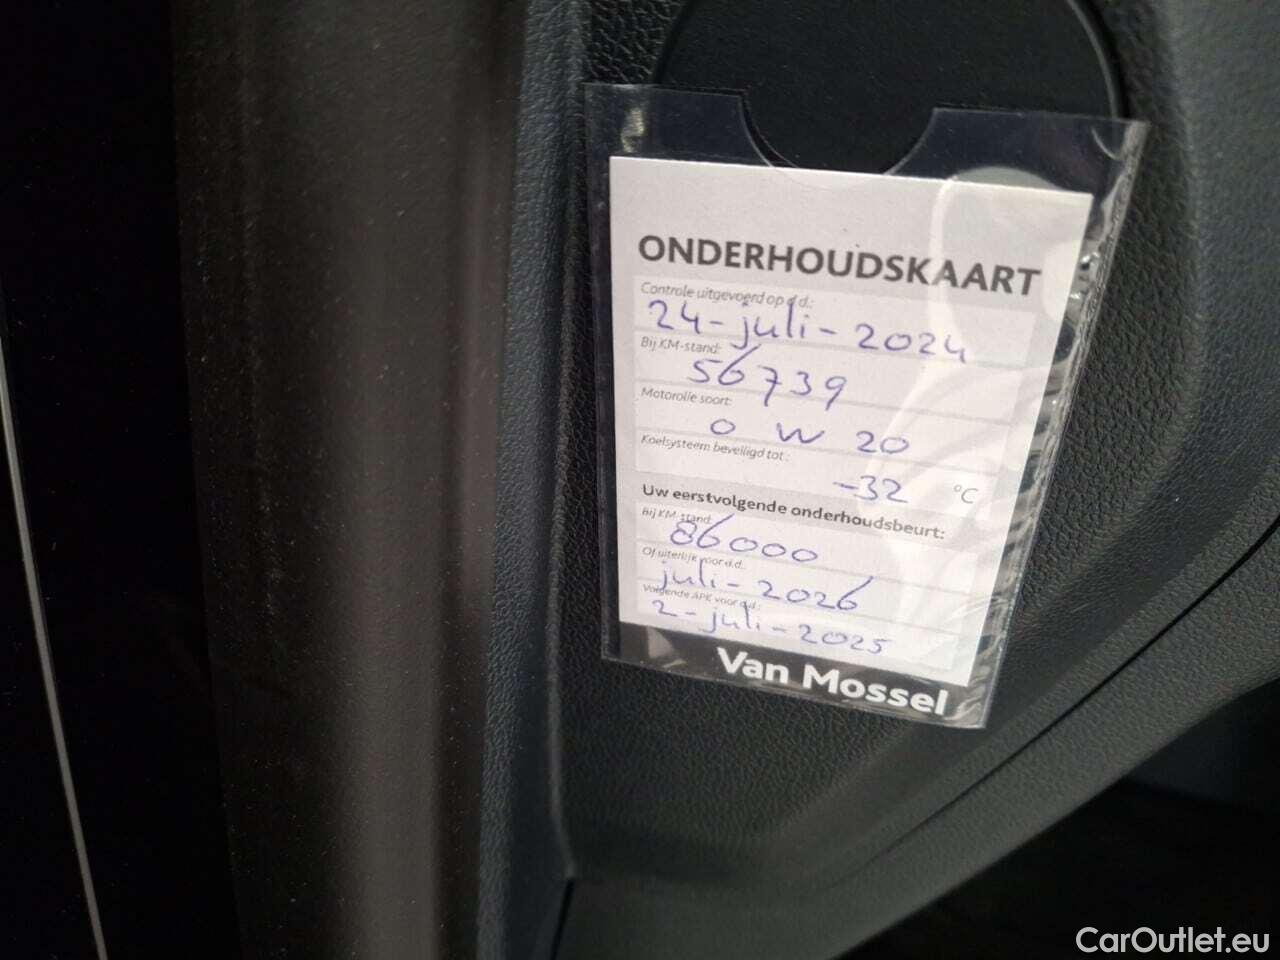 ONDERHOUDSKAART
Controle uitgevoerd op d.d.:
24-juli-2024
Bij KM-stand:
56739
Motorolie soort:
0 W 20
Koelsysteem beveiligd tot:
-32 °C
Uw eerstvolgende onderhoudsbeurt:
Bij KM-stand:
86000
Of uiterlijk voor d.d.:
juli-2026
Volgende APK voor d.d.:
2-juli-2025
Van Mossel
CarOutlet.eu